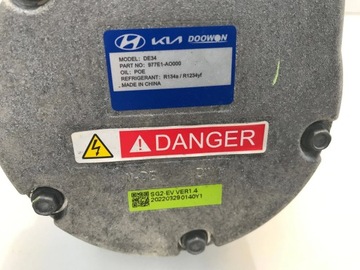 HYUNDAI KIA DOOWON
MODEL: DE34
PART NO: 977E1-AO000
OIL: POE
REFRIGERANT: R134a / R1234yf
MADE IN CHINA
DANGER
SG2-EV VER1.4
20220329 0140Y1